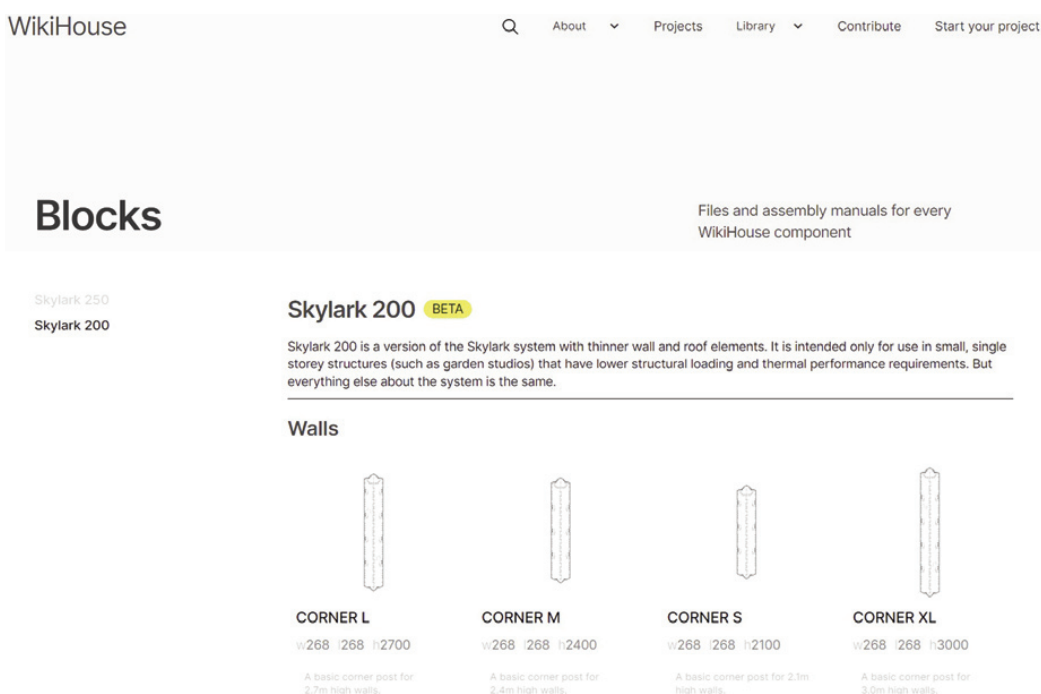 WikiHouse
About Projects Library Contribute Start your project
Blocks
Files and assembly manuals for every
WikiHouse component
Skylark 250
Skylark 200
Skylark 200 BETA
Skylark 200 is a version of the Skylark system with thinner wall and roof elements. It is intended only for use in small, single
storey structures (such as garden studios) that have lower structural loading and thermal performance requirements. But
everything else about the system is the same.
Walls
CORNER L
w268 l268 h2700
A basic corner post for
2.7m high walls.
CORNER M
w268 l268 h2400
A basic corner post for
2.4m high walls.
CORNER S
w268 l268 h2100
A basic corner post for 2.1m
high walls.
CORNER XL
w268 l268 h3000
A basic corner post for
3.0m high walls.